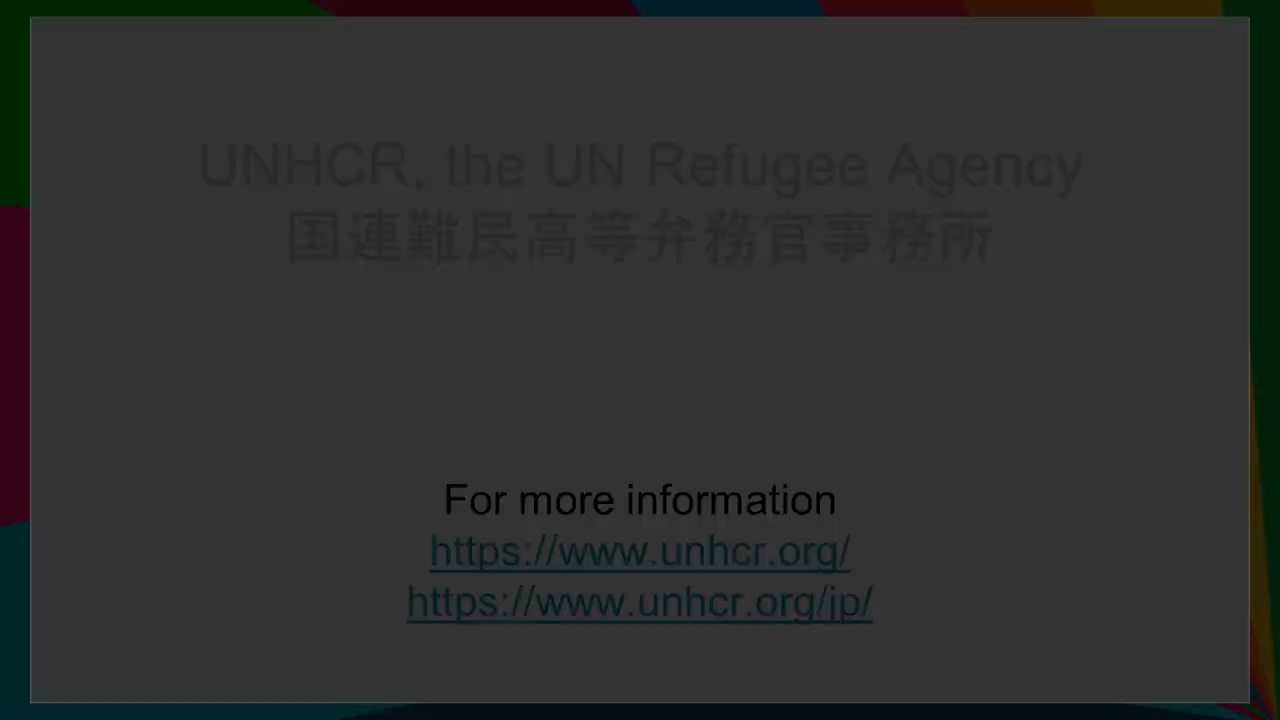 UNHCR, the UN Refugee Agency
国連難民高等弁務官事務所
For more information
https://www.unhcr.org/
https://www.unhcr.org/jp/